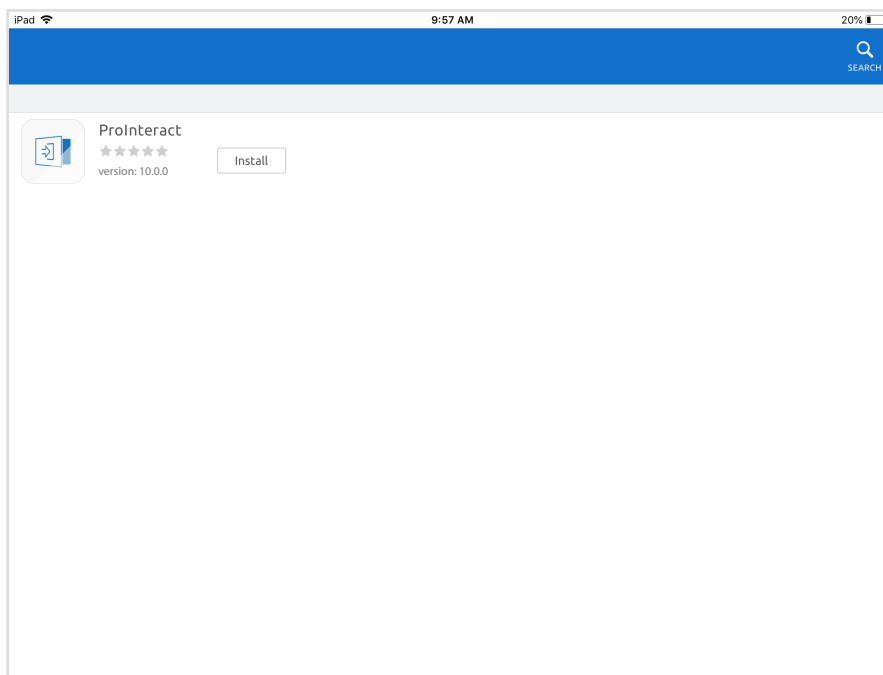 iPad 9:57 AM 20%
SEARCH
ProInteract
version: 10.0.0
Install